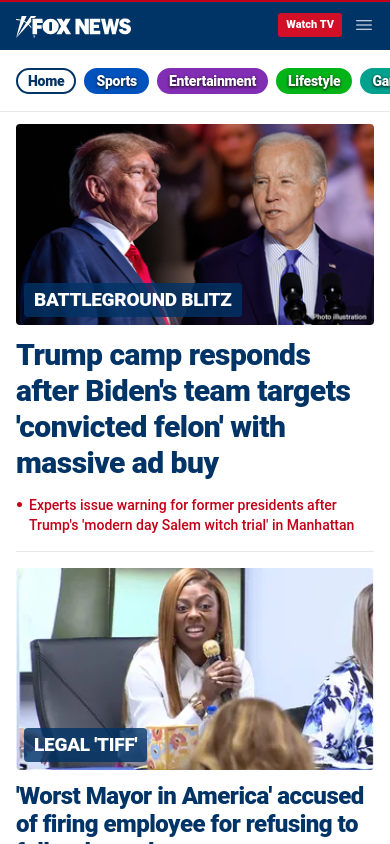 FOX NEWS
Watch TV
Home
Sports
Entertainment
Lifestyle
Ga
BATTLEGROUND BLITZ
Photo illustration
Trump camp responds
after Biden's team targets
'convicted felon' with
massive ad buy
• Experts issue warning for former presidents after
Trump's 'modern day Salem witch trial' in Manhattan
LEGAL 'TIFF'
'Worst Mayor in America' accused
of firing employee for refusing to